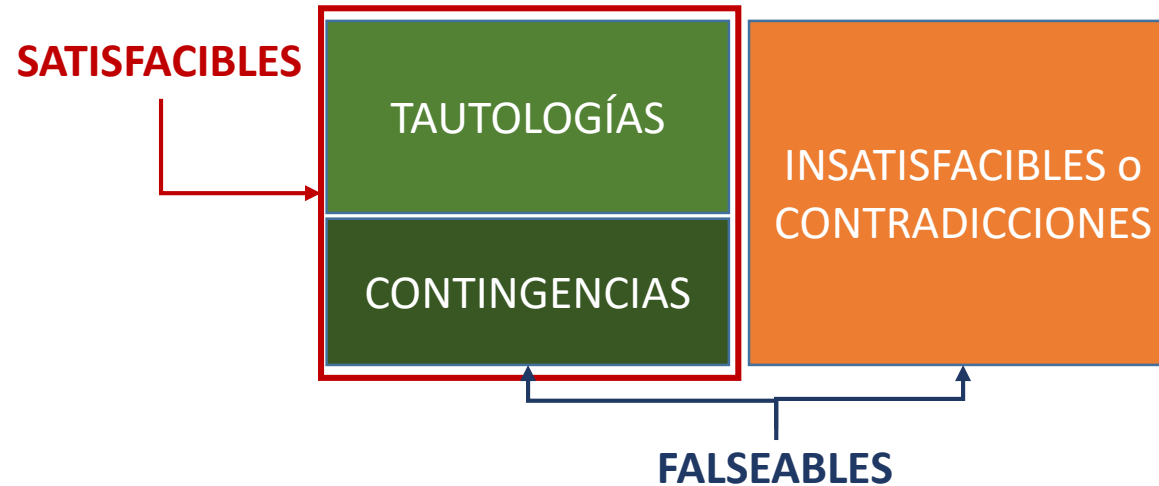 SATISFACIBLES
TAUTOLOGÍAS
CONTINGENCIAS
INSATISFACIBLES o
CONTRADICCIONES
FALSEABLES